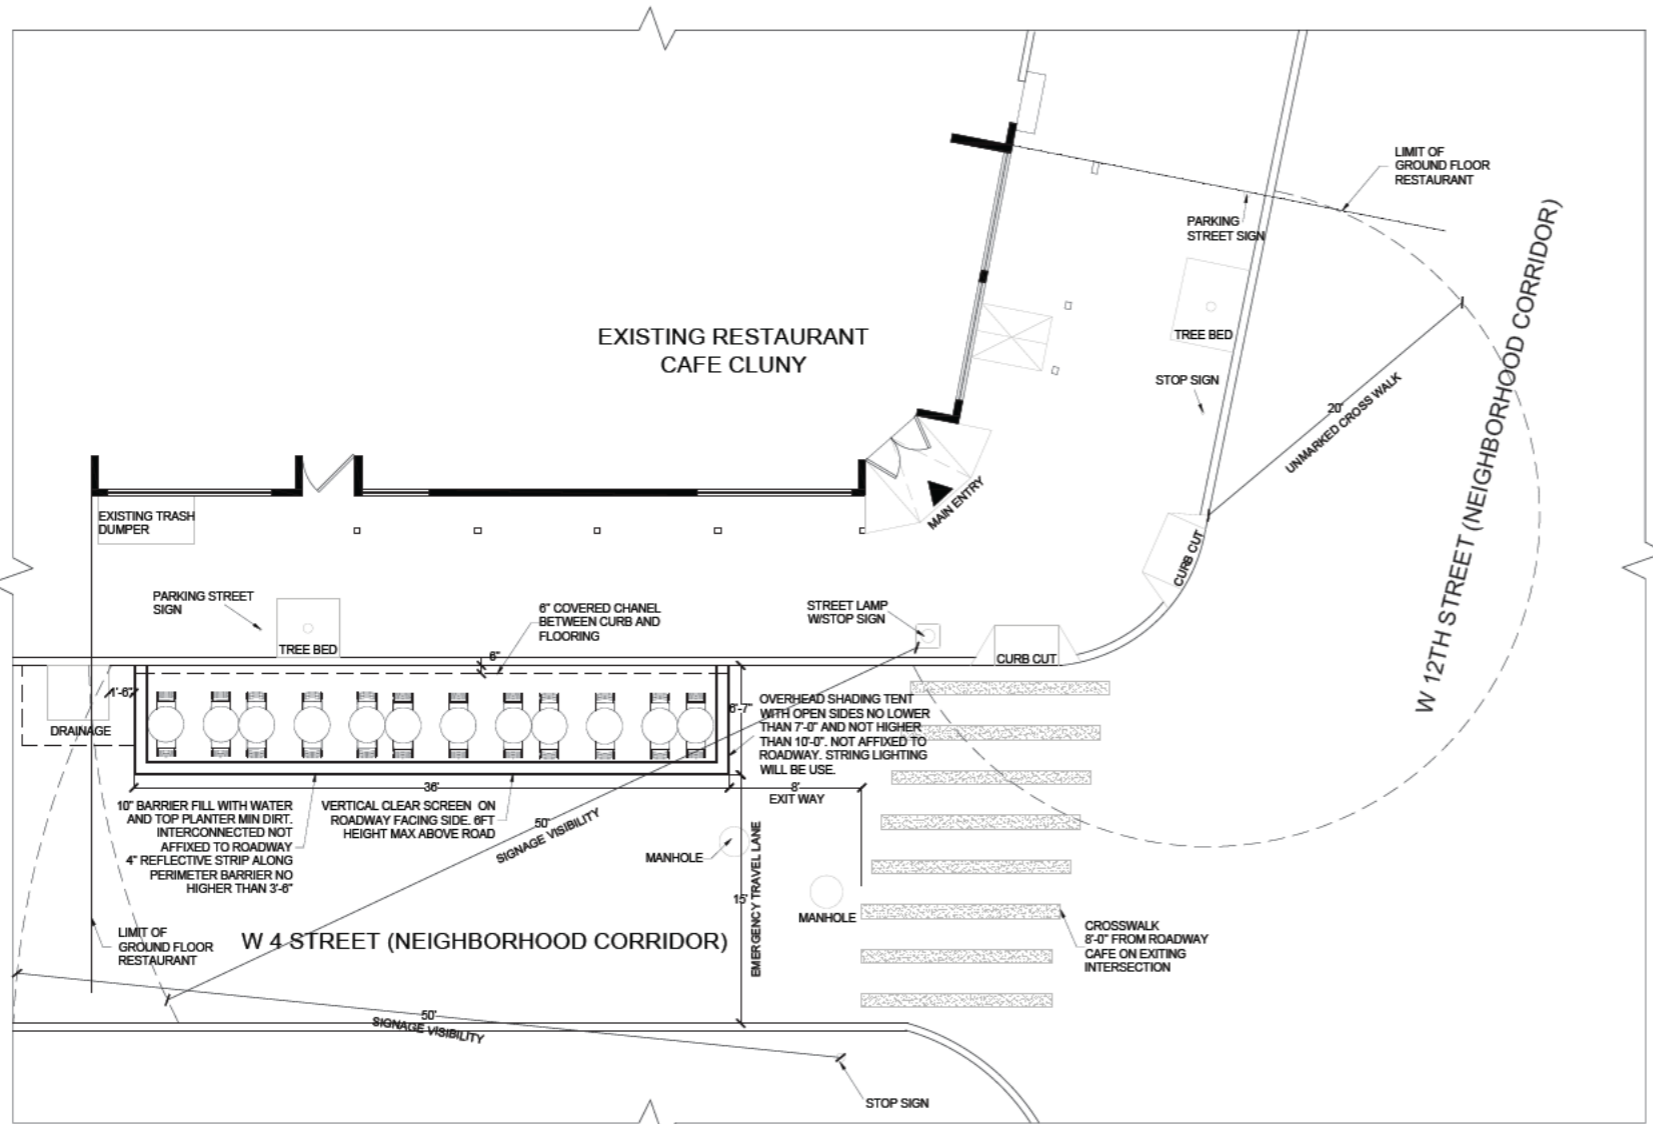 LIMIT OF
GROUND FLOOR
RESTAURANT
PARKING
STREET SIGN
TREE BED
STOP SIGN
20'
UNMARKED CROSS WALK
W 12TH STREET (NEIGHBORHOOD CORRIDOR)
EXISTING RESTAURANT
CAFE CLUNY
MAIN ENTRY
CURB CUT
EXISTING TRASH
DUMPER
PARKING STREET
SIGN
TREE BED
6" COVERED CHANEL
BETWEEN CURB AND
FLOORING
6"
STREET LAMP
W/STOP SIGN
CURB CUT
1'-6"
DRAINAGE
8'-7"
OVERHEAD SHADING TENT
WITH OPEN SIDES NO LOWER
THAN 7'-0" AND NOT HIGHER
THAN 10'-0". NOT AFFIXED TO
ROADWAY. STRING LIGHTING
WILL BE USE.
36'
8'
EXIT WAY
10" BARRIER FILL WITH WATER
AND TOP PLANTER MIN DIRT.
INTERCONNECTED NOT
AFFIXED TO ROADWAY
4" REFLECTIVE STRIP ALONG
PERIMETER BARRIER NO
HIGHER THAN 3'-6"
VERTICAL CLEAR SCREEN ON
ROADWAY FACING SIDE. 6FT
HEIGHT MAX ABOVE ROAD
50'
SIGNAGE VISIBILITY
MANHOLE
15'
EMERGENCY TRAVEL LANE
MANHOLE
LIMIT OF
GROUND FLOOR
RESTAURANT
W 4 STREET (NEIGHBORHOOD CORRIDOR)
CROSSWALK
8'-0" FROM ROADWAY
CAFE ON EXITING
INTERSECTION
50'
SIGNAGE VISIBILITY
STOP SIGN